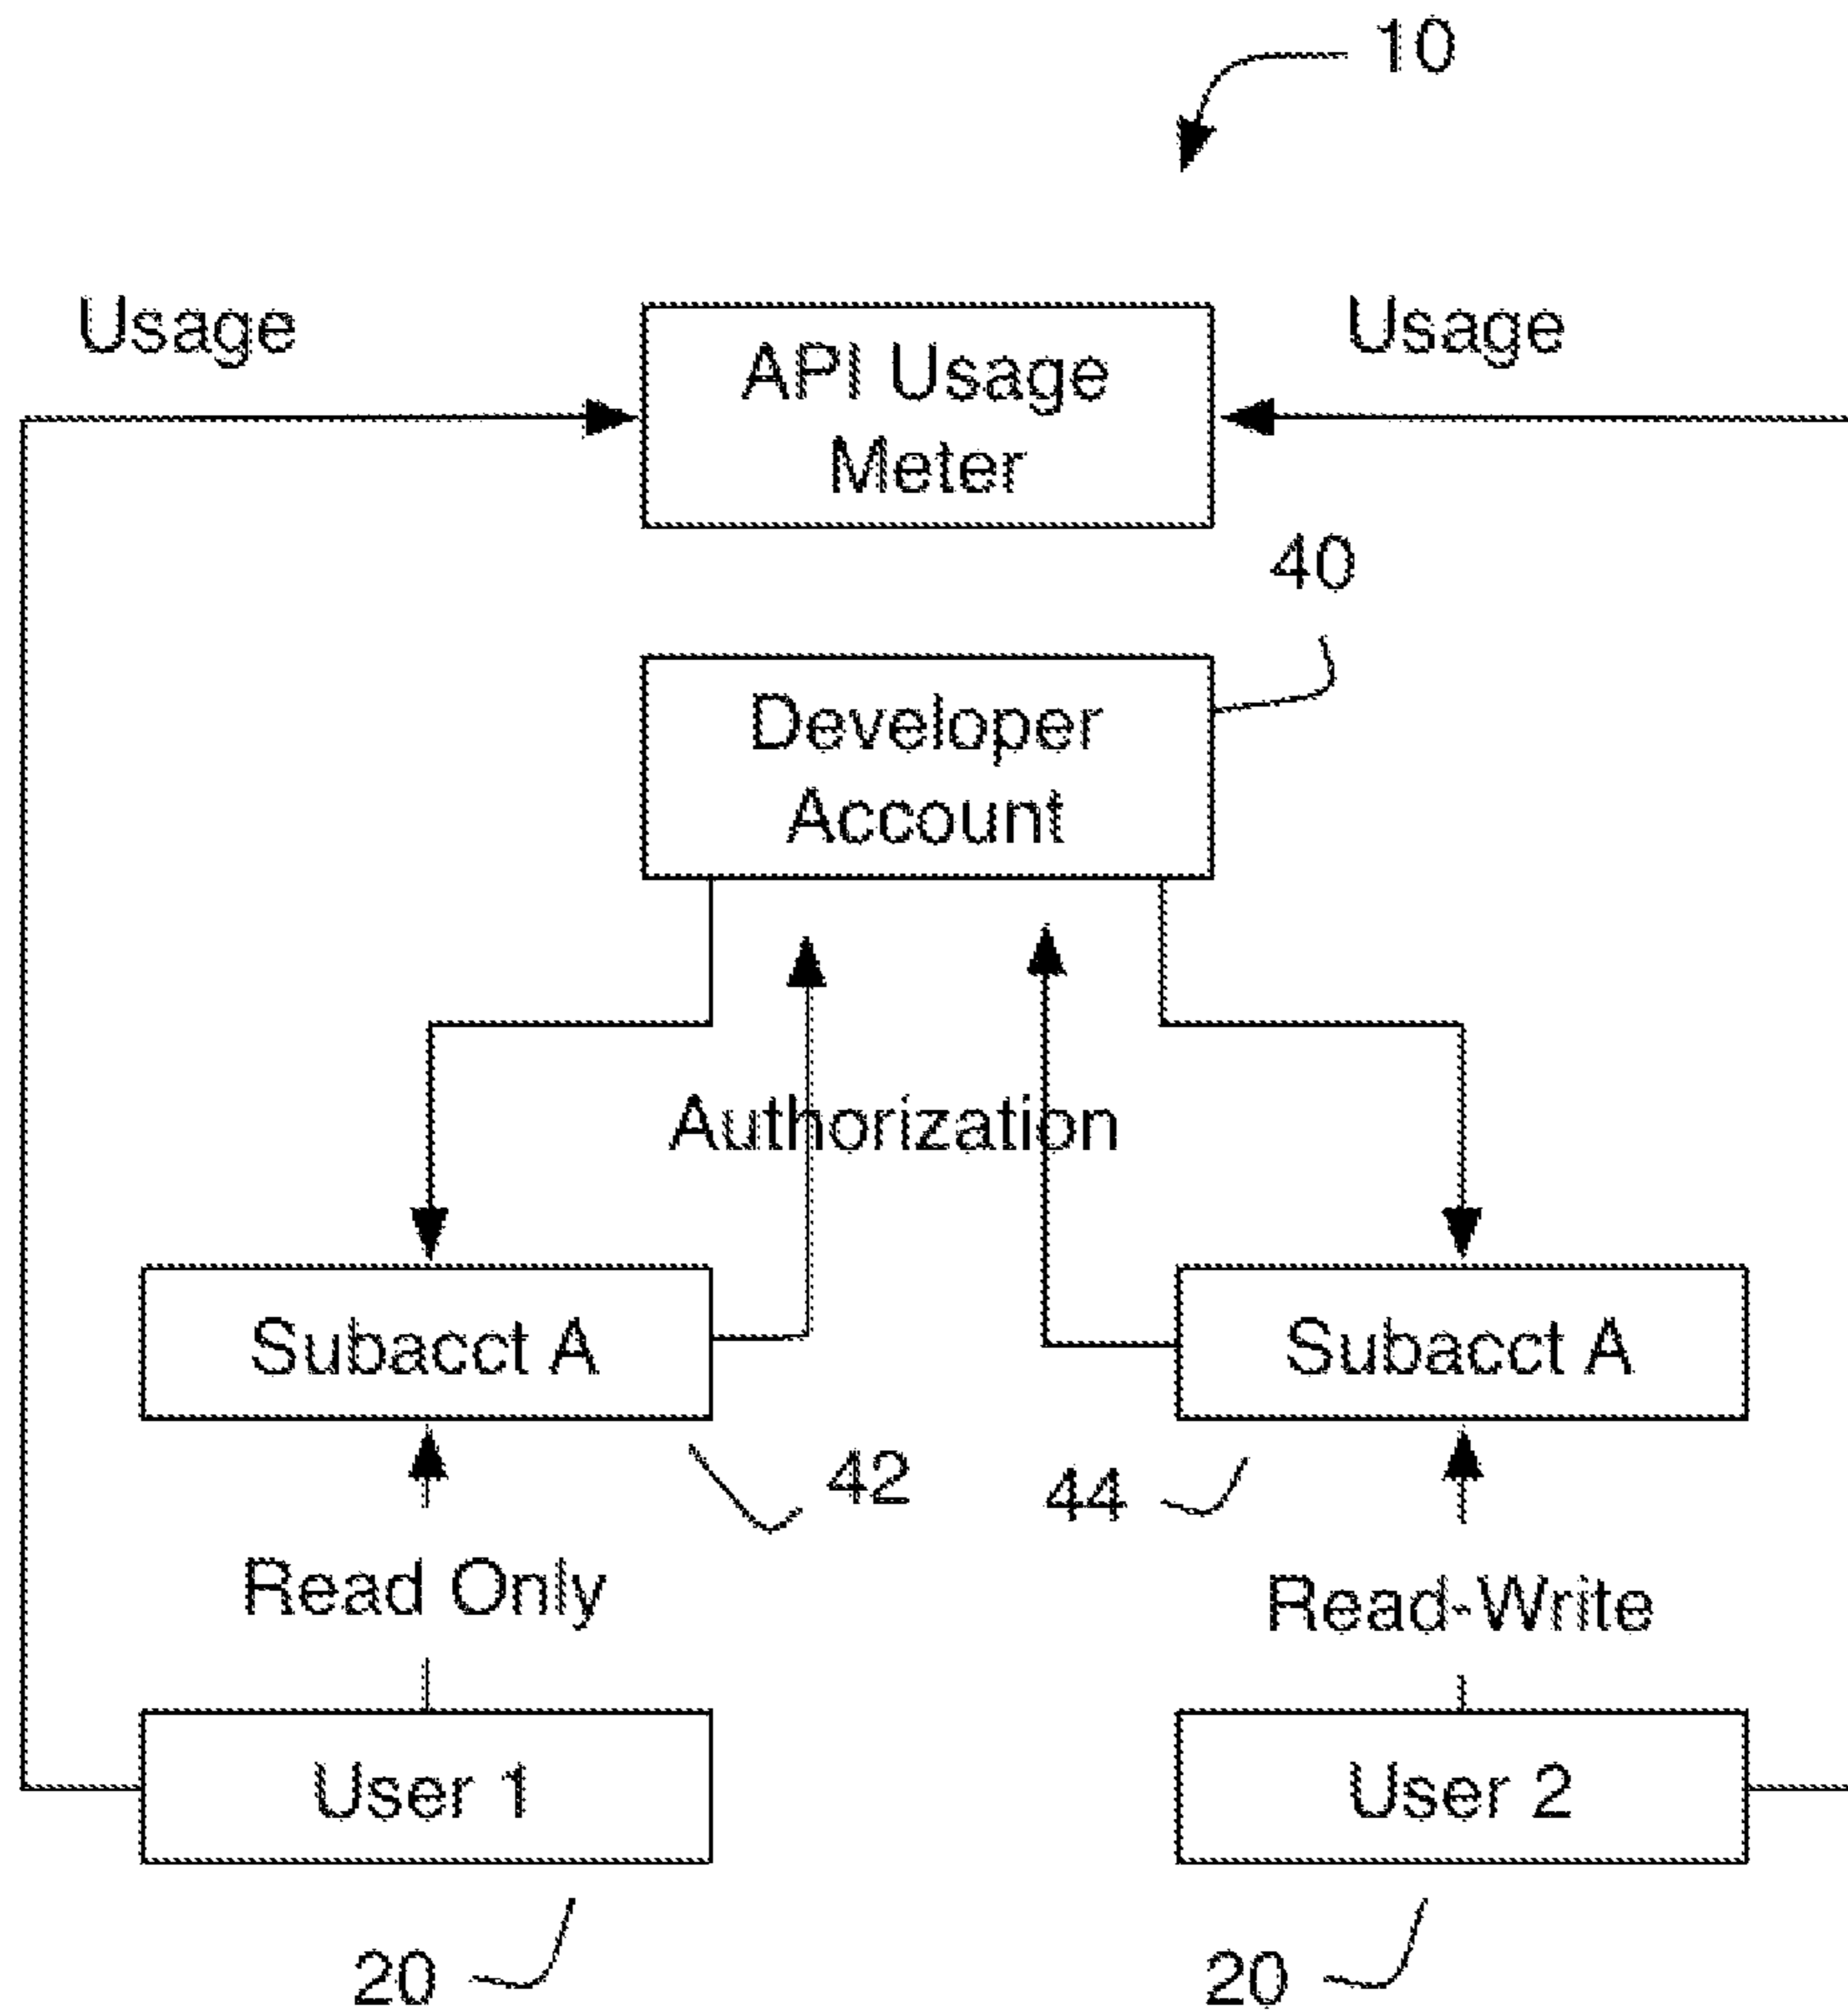 10
Usage
API Usage
Meter
Usage
40
Developer
Account
Authorization
Subacct A
Subacct A
42
44
Read Only
Read-Write
User 1
User 2
20
20